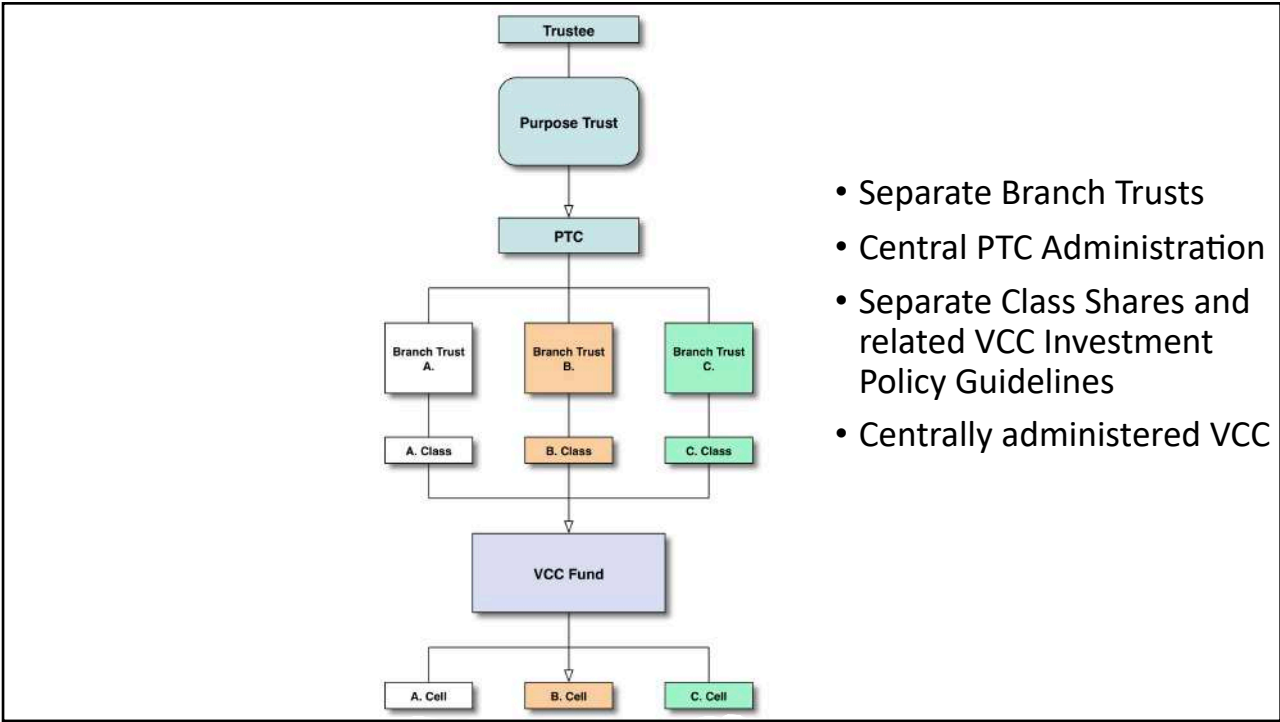 Trustee
Purpose Trust
PTC
Branch Trust
A.
Branch Trust
B.
Branch Trust
C.
A. Class
B. Class
C. Class
VCC Fund
A. Cell
B. Cell
C. Cell
• Separate Branch Trusts
• Central PTC Administration
• Separate Class Shares and
related VCC Investment
Policy Guidelines
• Centrally administered VCC